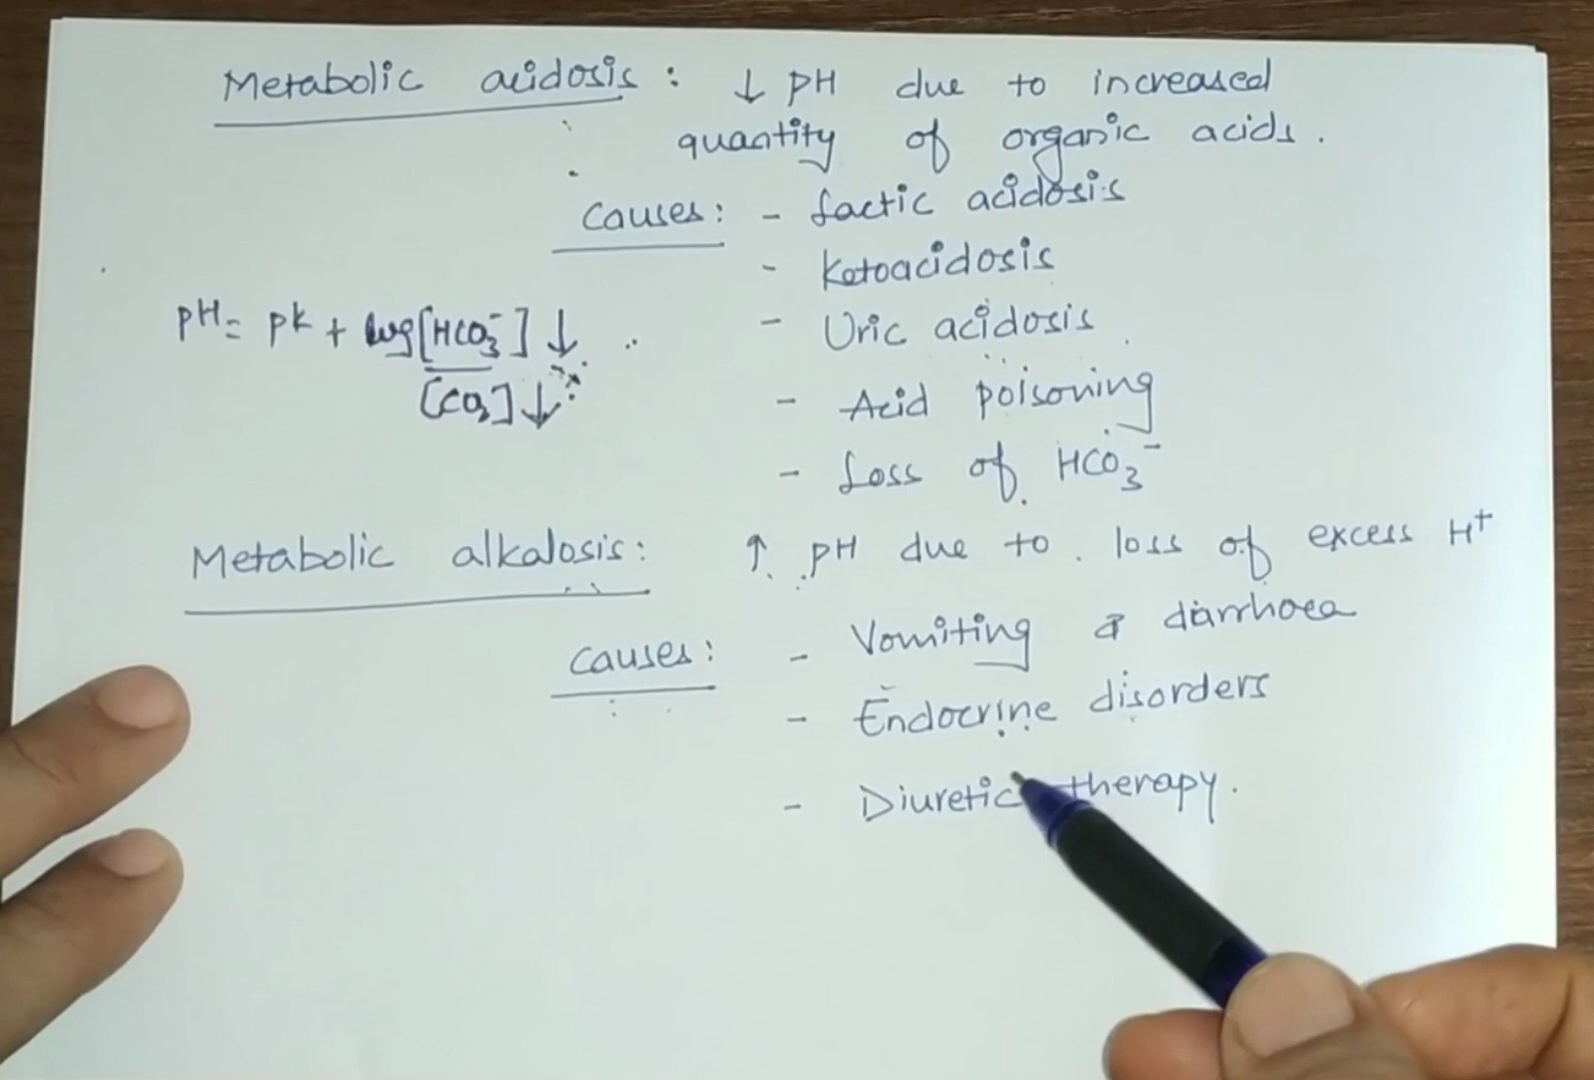 Metabolic acidosis : ↓ pH due to increased
quantity of organic acids.
Causes : - Lactic acidosis
- Ketoacidosis
- Uric acidosis
- Acid poisoning
- Loss of HCO₃⁻
pH = pK + log [HCO₃⁻] ↓
[CO₂] ↓
Metabolic alkalosis : ↑ pH due to loss of excess H⁺
Causes : - Vomiting & diarrhoea
- Endocrine disorders
- Diuretic therapy.